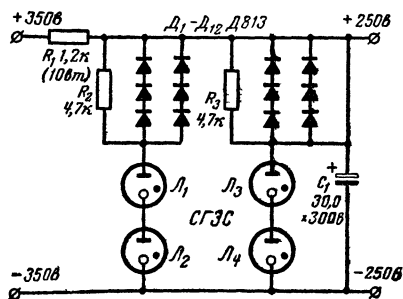 +350в
Д₁-Д₁₂ Д813
+250в
R₁ 1,2к
(10вт)
R₂
4,7к
R₃
4,7к
Л₁
Л₃
СГ3С
Л₂
Л₄
+
C₁
30,0
×300в
-350в
-250в